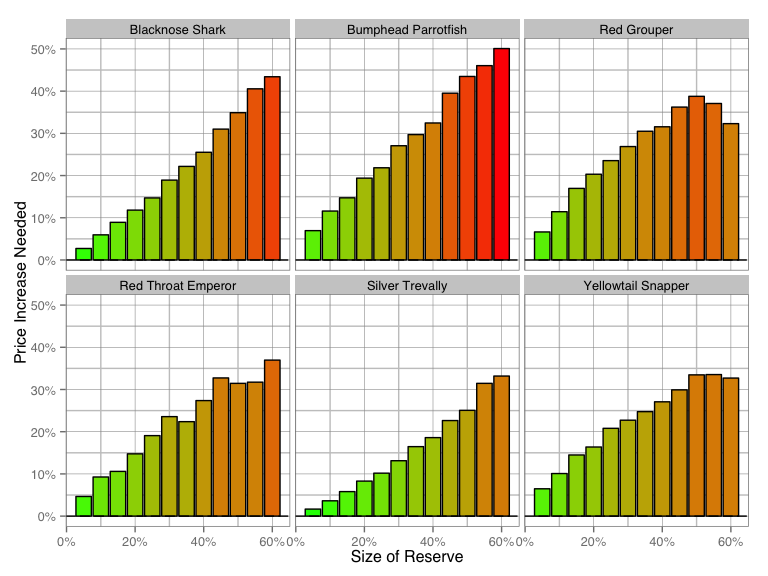 Blacknose Shark Bumphead Parrotfish Red Grouper
50%
40%
30%
20%
10%
0%
Red Throat Emperor Silver Trevally Yellowtail Snapper
50%
40%
30%
20%
10%
0%
0% 20% 40% 60% 0% 20% 40% 60% 0% 20% 40% 60%
Size of Reserve
Price Increase Needed